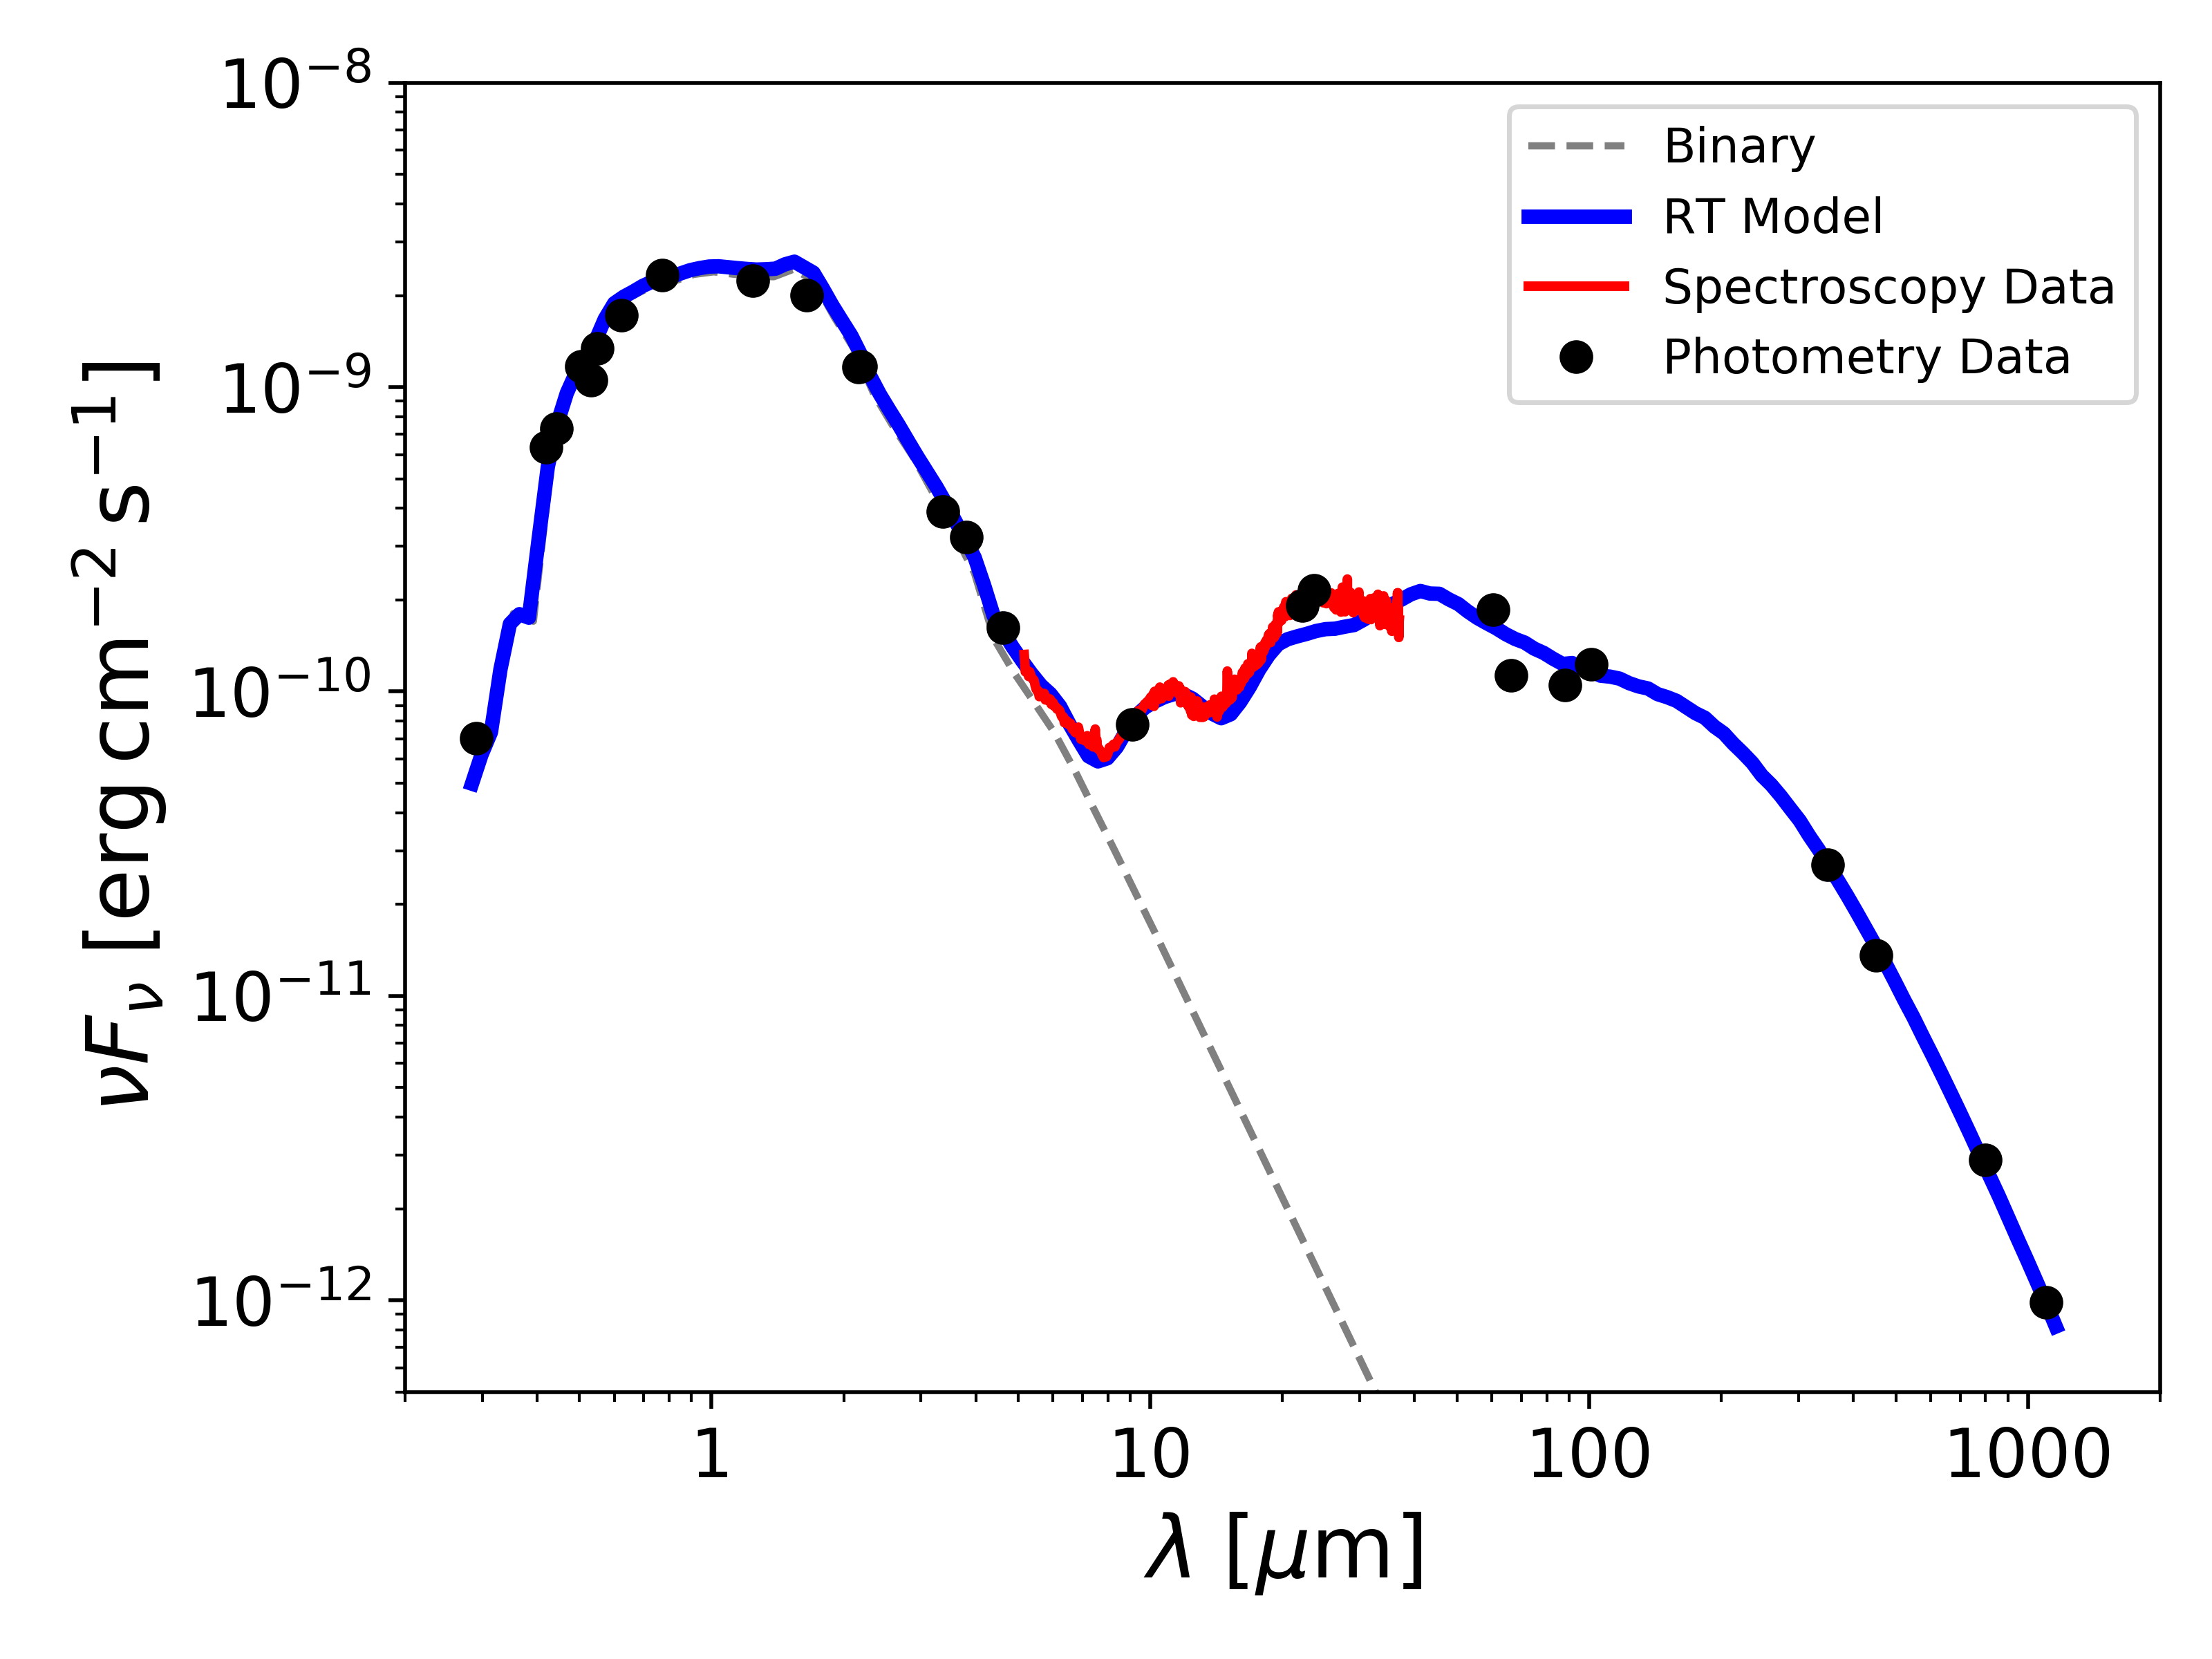 10⁻⁸
10⁻⁹
10⁻¹⁰
10⁻¹¹
10⁻¹²
νFν [erg cm⁻² s⁻¹]
Binary
RT Model
Spectroscopy Data
Photometry Data
1 10 100 1000
λ [μm]